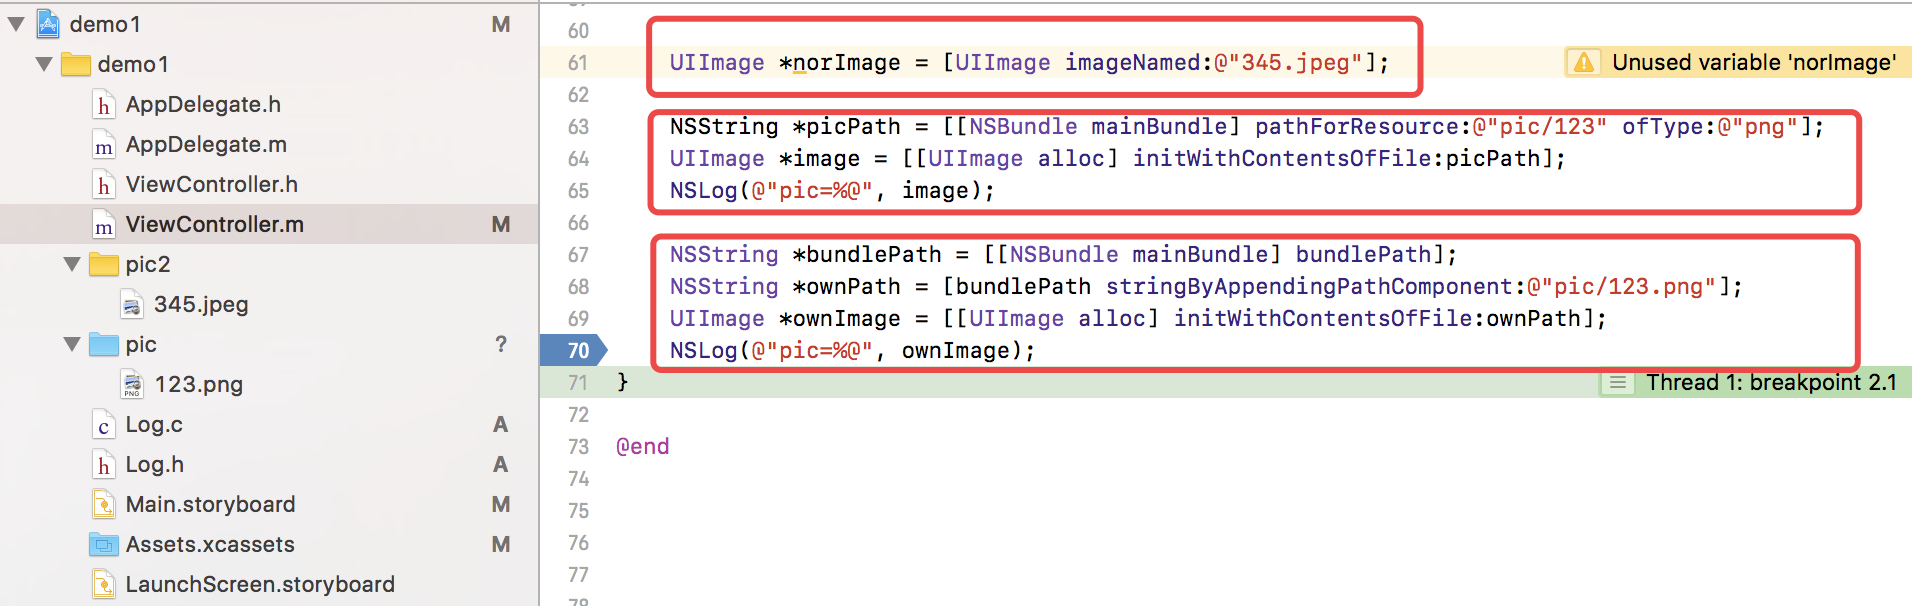 demo1 M
demo1
AppDelegate.h
AppDelegate.m
ViewController.h
ViewController.m M
pic2
345.jpeg
pic ?
123.png
Log.c A
Log.h A
Main.storyboard M
Assets.xcassets M
LaunchScreen.storyboard
60
61 UIImage *norImage = [UIImage imageNamed:@"345.jpeg"]; Unused variable 'norImage'
62
63 NSString *picPath = [[NSBundle mainBundle] pathForResource:@"pic/123" ofType:@"png"];
64 UIImage *image = [[UIImage alloc] initWithContentsOfFile:picPath];
65 NSLog(@"pic=%@", image);
66
67 NSString *bundlePath = [[NSBundle mainBundle] bundlePath];
68 NSString *ownPath = [bundlePath stringByAppendingPathComponent:@"pic/123.png"];
69 UIImage *ownImage = [[UIImage alloc] initWithContentsOfFile:ownPath];
70 NSLog(@"pic=%@", ownImage);
71 } Thread 1: breakpoint 2.1
72
73 @end
74
75
76
77